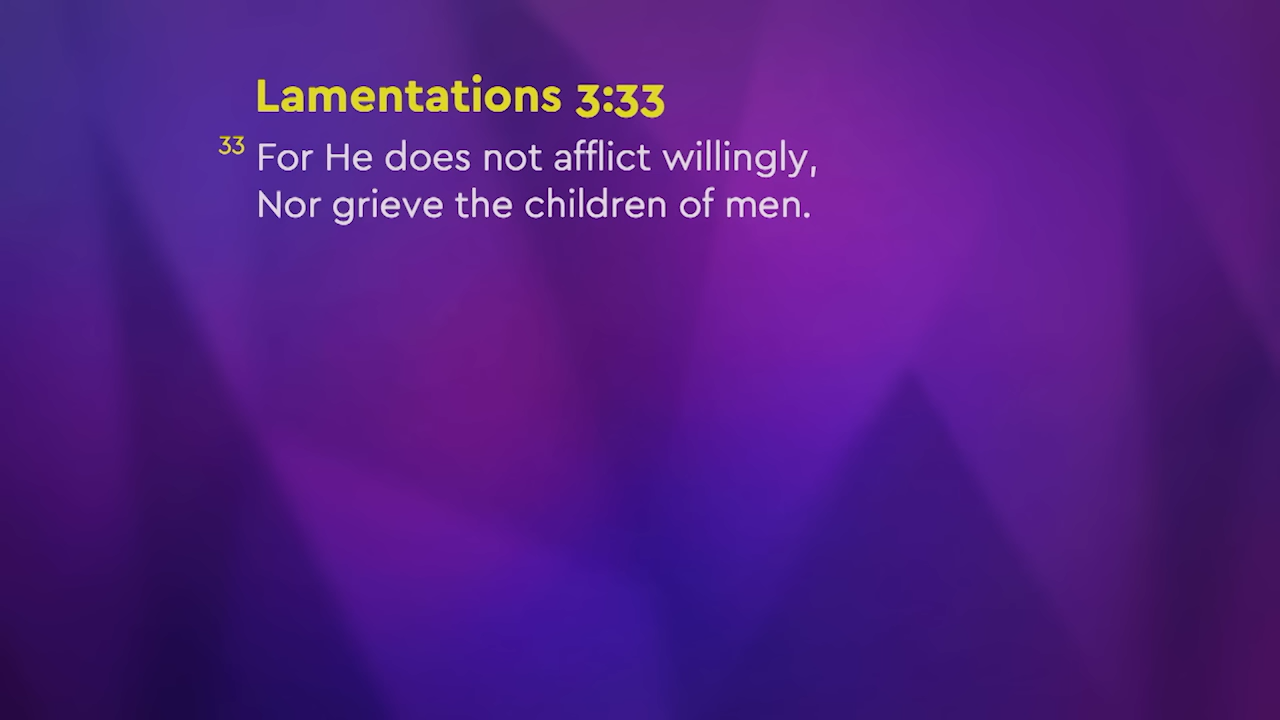 Lamentations 3:33
33 For He does not afflict willingly,
Nor grieve the children of men.